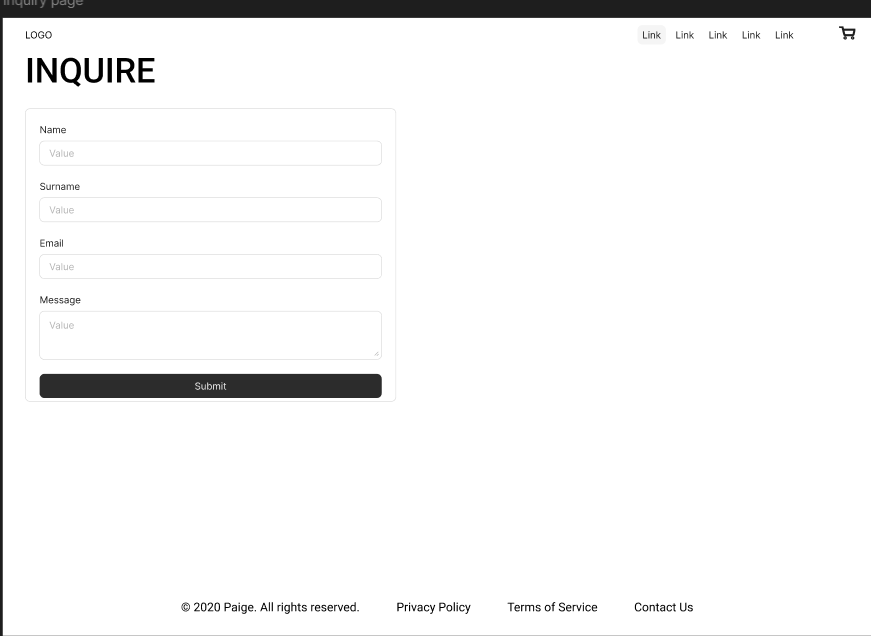 Inquiry page
LOGO
Link Link Link Link Link
INQUIRE
Name
Value
Surname
Value
Email
Value
Message
Value
Submit
© 2020 Paige. All rights reserved. Privacy Policy Terms of Service Contact Us